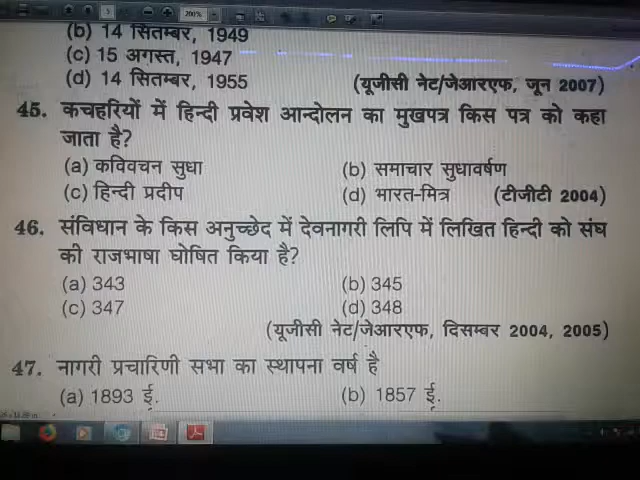 5
200%
(b) 14 सितम्बर, 1949
(c) 15 अगस्त, 1947
(d) 14 सितम्बर, 1955 (यूजीसी नेट/जेआरएफ, जून 2007)
45. कचहरियों में हिन्दी प्रवेश आन्दोलन का मुखपत्र किस पत्र को कहा
जाता है?
(a) कविवचन सुधा (b) समाचार सुधावर्षण
(c) हिन्दी प्रदीप (d) भारत-मित्र (टीजीटी 2004)
46. संविधान के किस अनुच्छेद में देवनागरी लिपि में लिखित हिन्दी को संघ
की राजभाषा घोषित किया है?
(a) 343 (b) 345
(c) 347 (d) 348
(यूजीसी नेट/जेआरएफ, दिसम्बर 2004, 2005)
47. नागरी प्रचारिणी सभा का स्थापना वर्ष है
(a) 1893 ई. (b) 1857 ई.